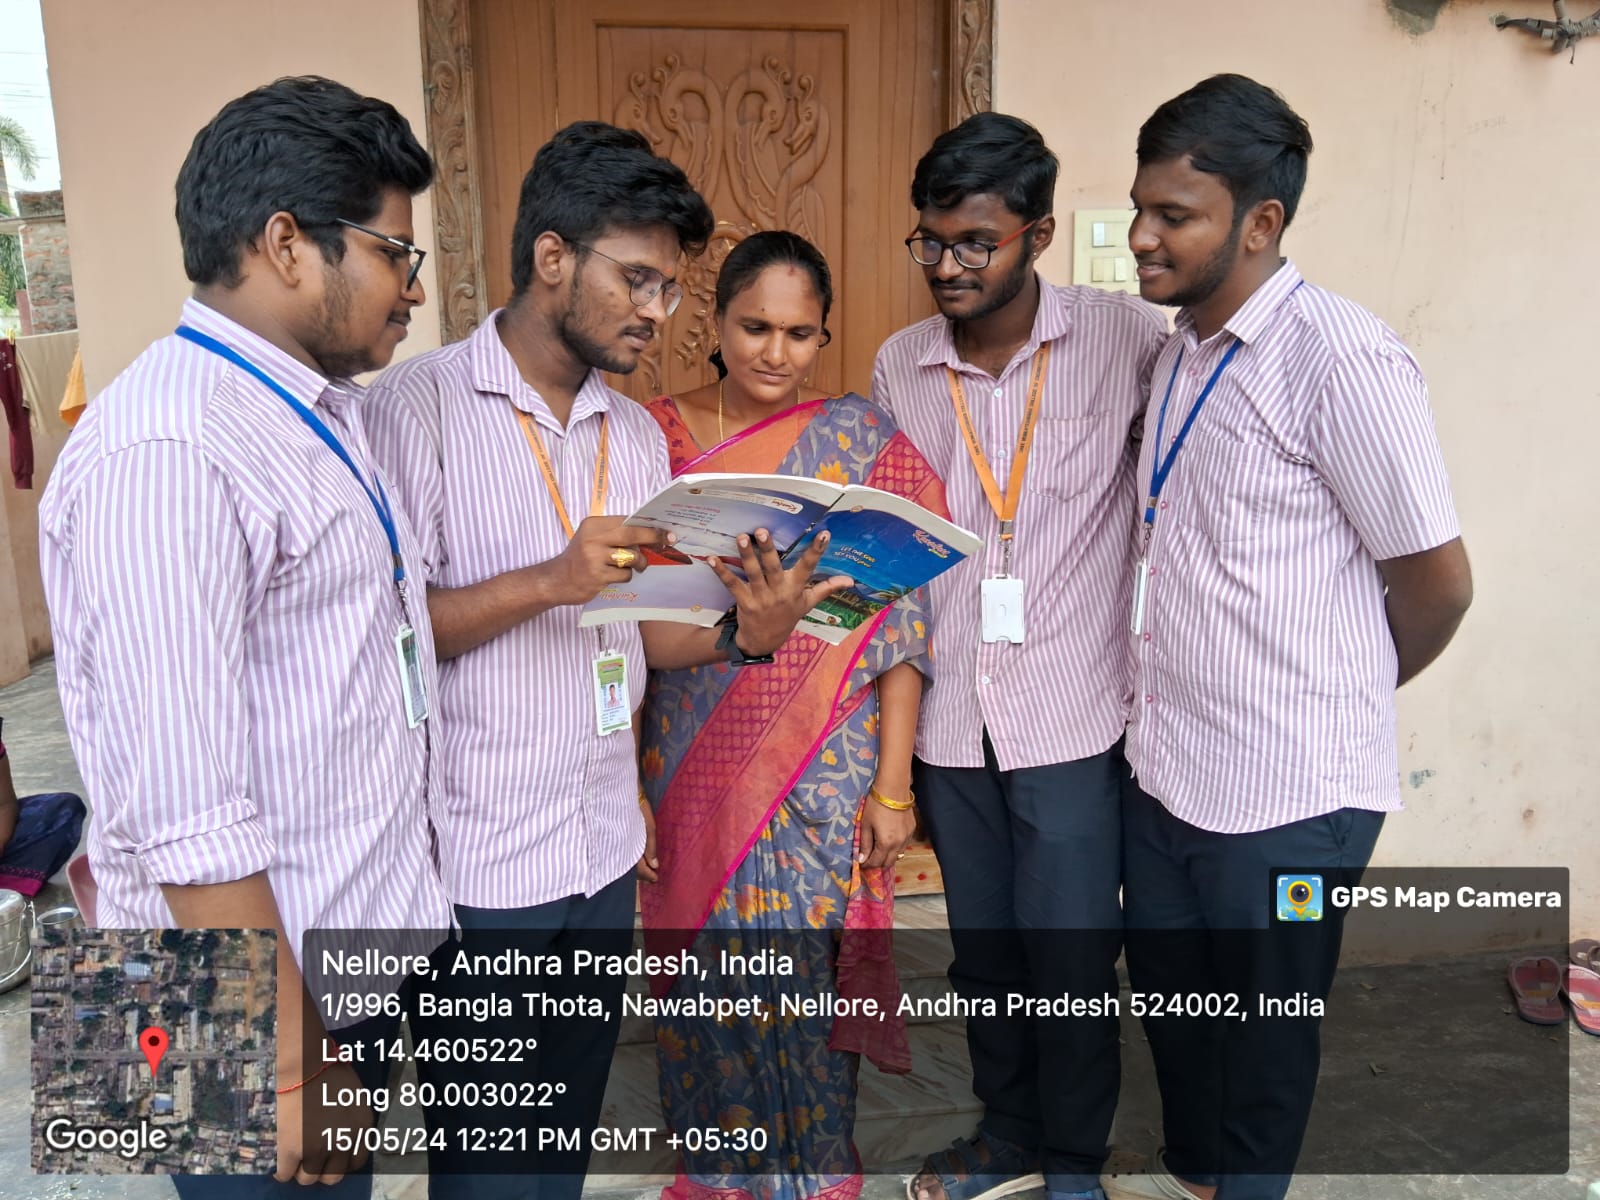 GPS Map Camera
Nellore, Andhra Pradesh, India
1/996, Bangla Thota, Nawabpet, Nellore, Andhra Pradesh 524002, India
Lat 14.460522°
Long 80.003022°
15/05/24 12:21 PM GMT +05:30
Google